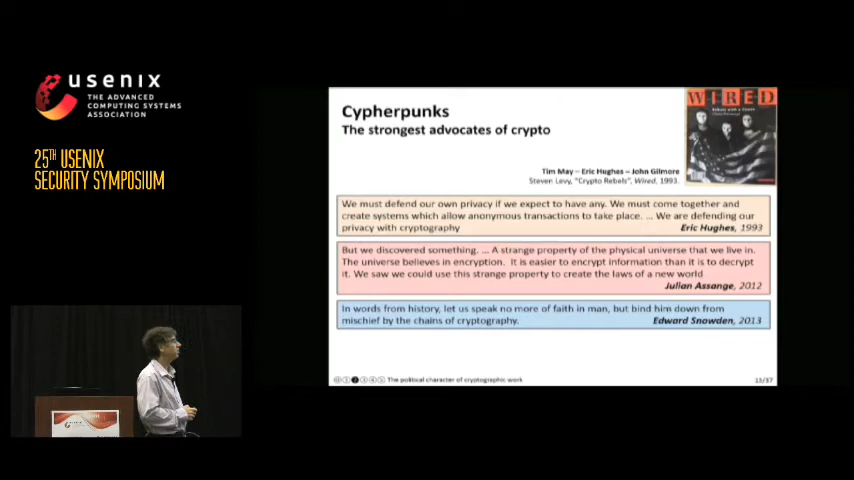 usenix
THE ADVANCED
COMPUTING SYSTEMS
ASSOCIATION
25TH USENIX
SECURITY SYMPOSIUM
Cypherpunks
The strongest advocates of crypto
WIRED
Tim May – Eric Hughes – John Gilmore
Steven Levy, "Crypto Rebels", Wired, 1993.
We must defend our own privacy if we expect to have any. We must come together and
create systems which allow anonymous transactions to take place. ... We are defending our
privacy with cryptography
Eric Hughes, 1993
But we discovered something. ... A strange property of the physical universe that we live in.
The universe believes in encryption. It is easier to encrypt information than it is to decrypt
it. We saw we could use this strange property to create the laws of a new world
Julian Assange, 2012
In words from history, let us speak no more of faith in man, but bind him down from
mischief by the chains of cryptography.
Edward Snowden, 2013
The political character of cryptographic work
13/37